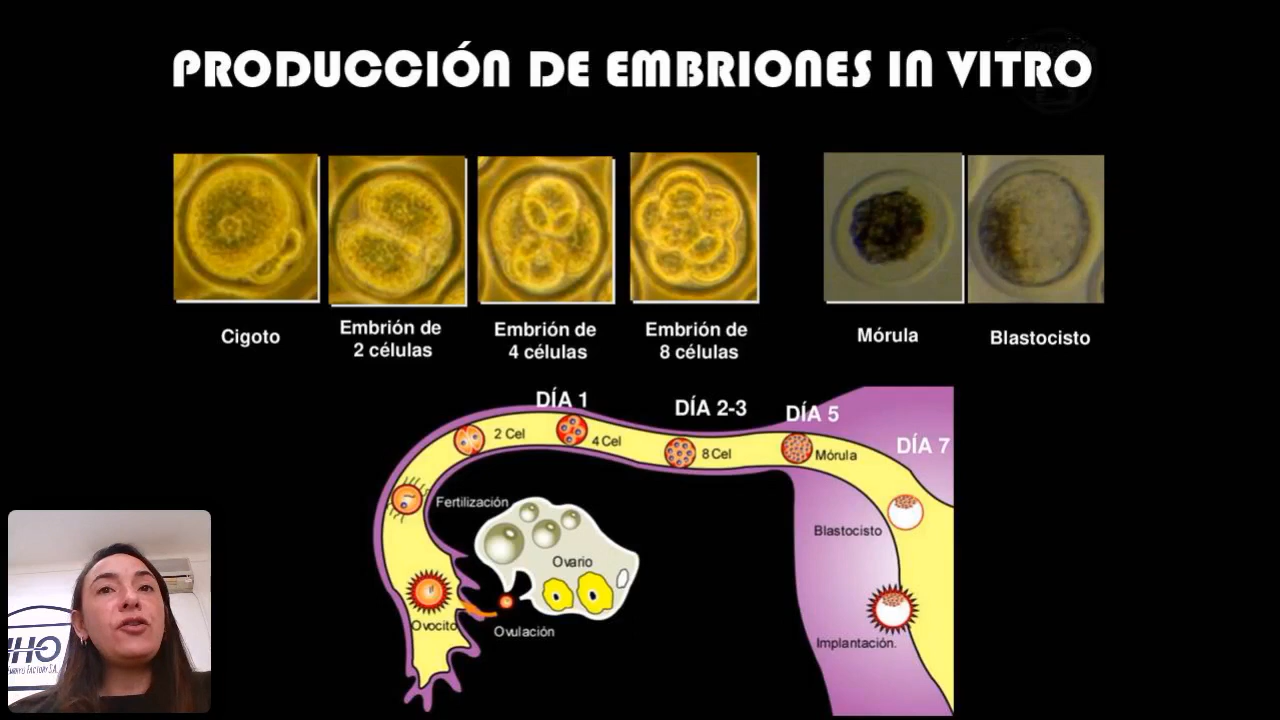 PRODUCCIÓN DE EMBRIONES IN VITRO
Cigoto
Embrión de
2 células
Embrión de
4 células
Embrión de
8 células
Mórula
Blastocisto
DÍA 1
DÍA 2-3
DÍA 5
DÍA 7
2 Cel
4 Cel
8 Cel
Mórula
Fertilización
Blastocisto
Ovario
Ovocito
Ovulación
Implantación.
EMBRYO FACTORY S.A.